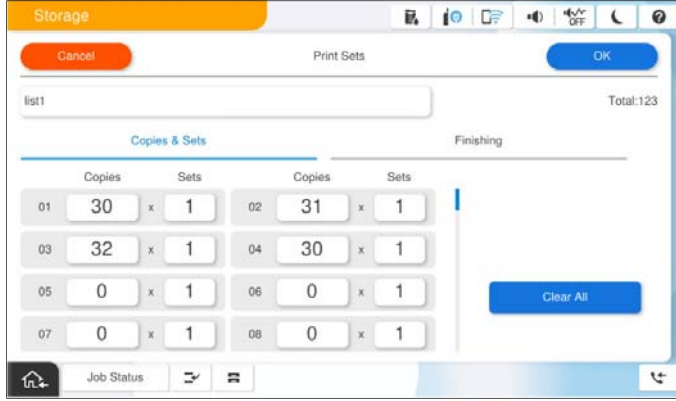 Storage
OFF
Cancel Print Sets OK
list1 Total:123
Copies & Sets Finishing
Copies Sets Copies Sets
01 30 x 1 02 31 x 1
03 32 x 1 04 30 x 1
05 0 x 1 06 0 x 1
07 0 x 1 08 0 x 1
Clear All
Job Status